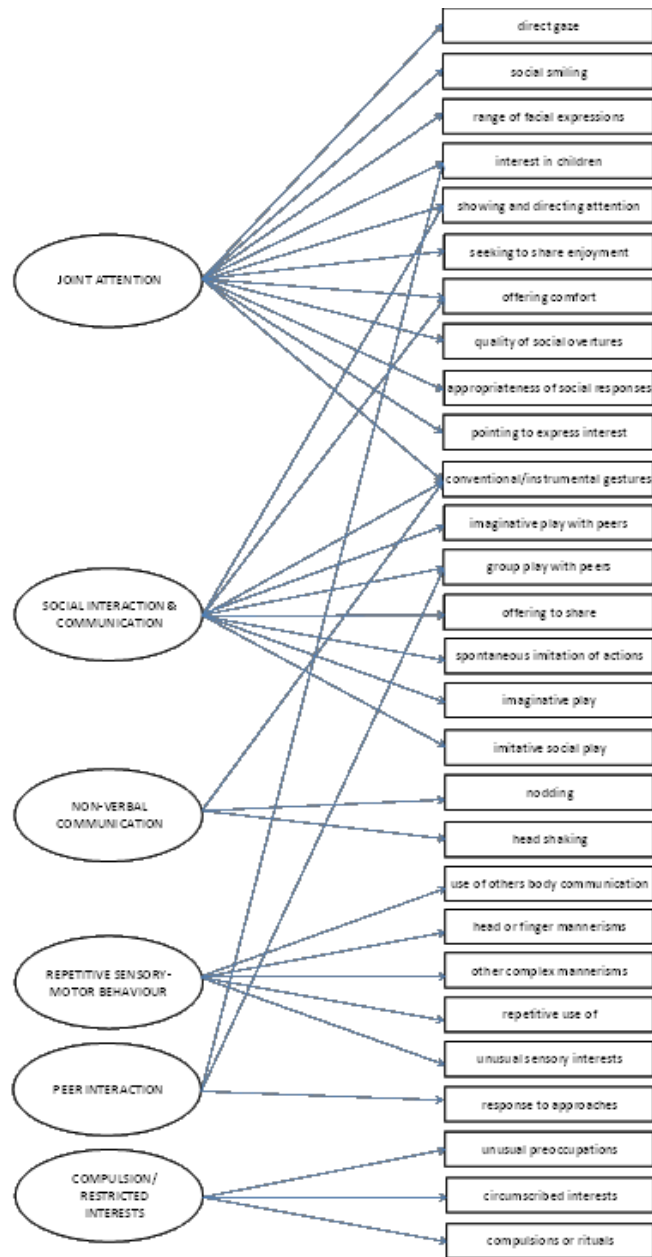 direct gaze
social smiling
range of facial expressions
interest in children
showing and directing attention
seeking to share enjoyment
JOINT ATTENTION
offering comfort
quality of social overtures
appropriateness of social responses
pointing to express interest
conventional/instrumental gestures
imaginative play with peers
group play with peers
SOCIAL INTERACTION &
COMMUNICATION
offering to share
spontaneous imitation of actions
imaginative play
imitative social play
NON-VERBAL
COMMUNICATION
nodding
head shaking
use of others body communication
head or finger mannerisms
REPETITIVE SENSORY-
MOTOR BEHAVIOUR
other complex mannerisms
repetitive use of
unusual sensory interests
PEER INTERACTION
response to approaches
unusual preoccupations
COMPULSION/
RESTRICTED
INTERESTS
circumscribed interests
compulsions or rituals